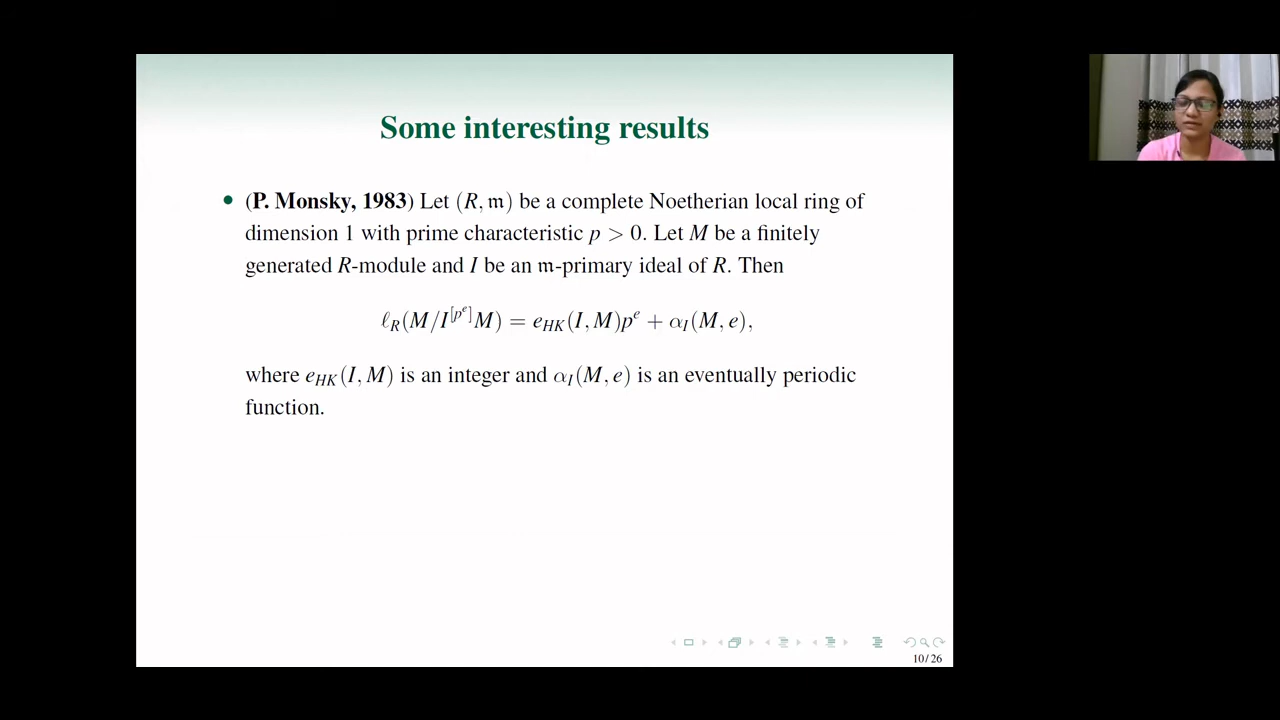 Some interesting results
• (P. Monsky, 1983) Let (R, 𝔪) be a complete Noetherian local ring of
dimension 1 with prime characteristic p > 0. Let M be a finitely
generated R-module and I be an 𝔪-primary ideal of R. Then
ℓ_R(M/I^{[p^e]}M) = e_{HK}(I, M)p^e + α_I(M, e),
where e_{HK}(I, M) is an integer and α_I(M, e) is an eventually periodic
function.
10/26